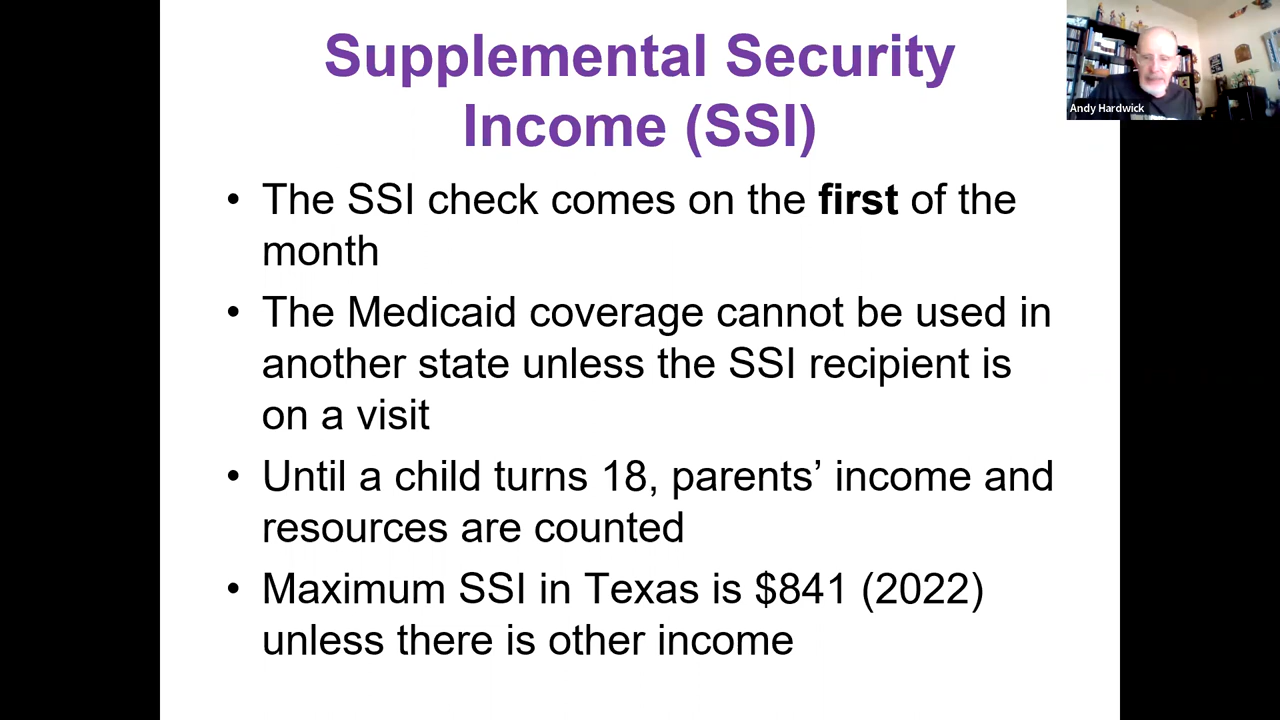 Supplemental Security
Income (SSI)
Andy Hardwick
• The SSI check comes on the first of the
month
• The Medicaid coverage cannot be used in
another state unless the SSI recipient is
on a visit
• Until a child turns 18, parents’ income and
resources are counted
• Maximum SSI in Texas is $841 (2022)
unless there is other income